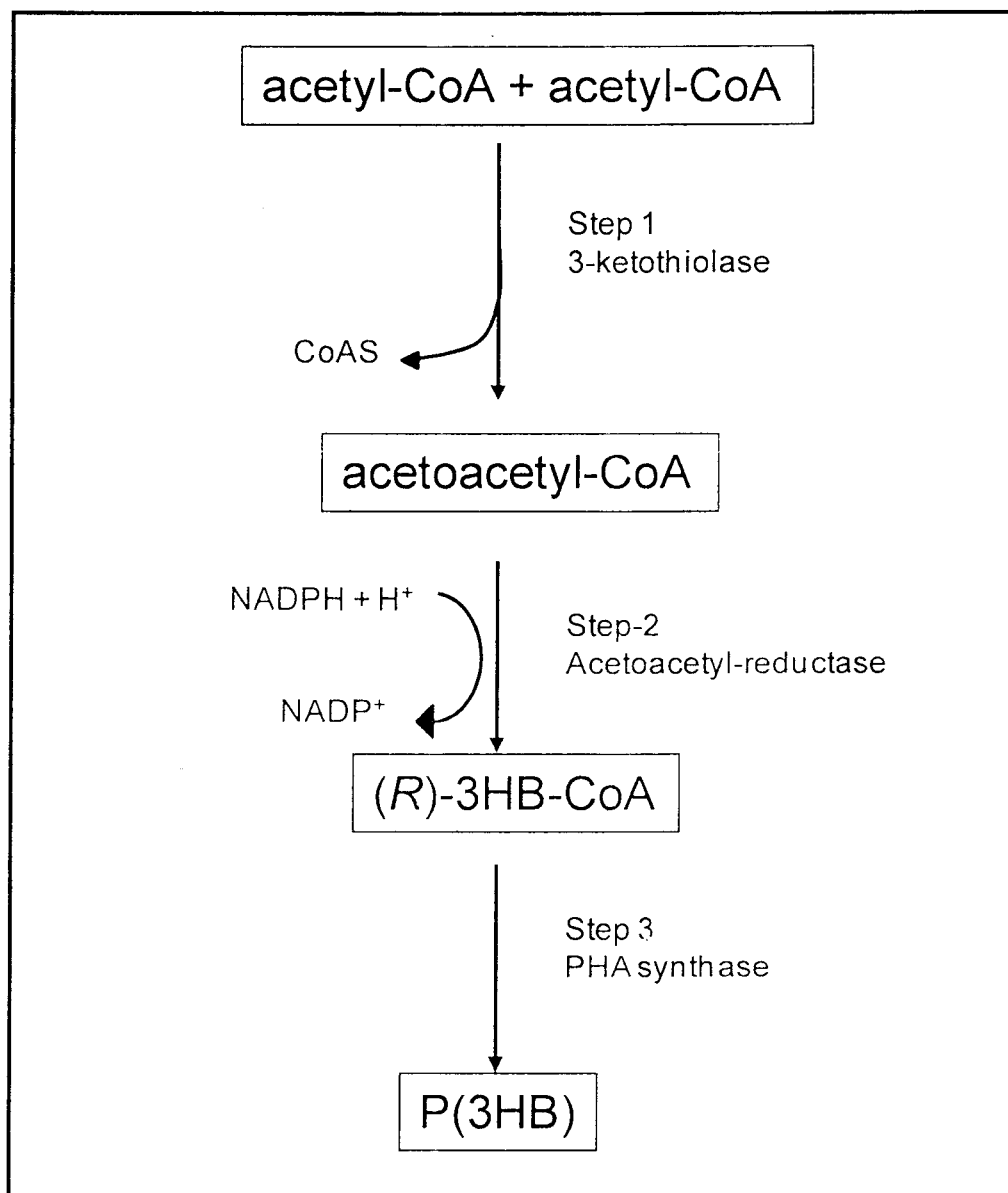 acetyl-CoA + acetyl-CoA
Step 1
3-ketothiolase
CoAS
acetoacetyl-CoA
NADPH + H⁺
Step-2
Acetoacetyl-reductase
NADP⁺
(R)-3HB-CoA
Step 3
PHA synthase
P(3HB)